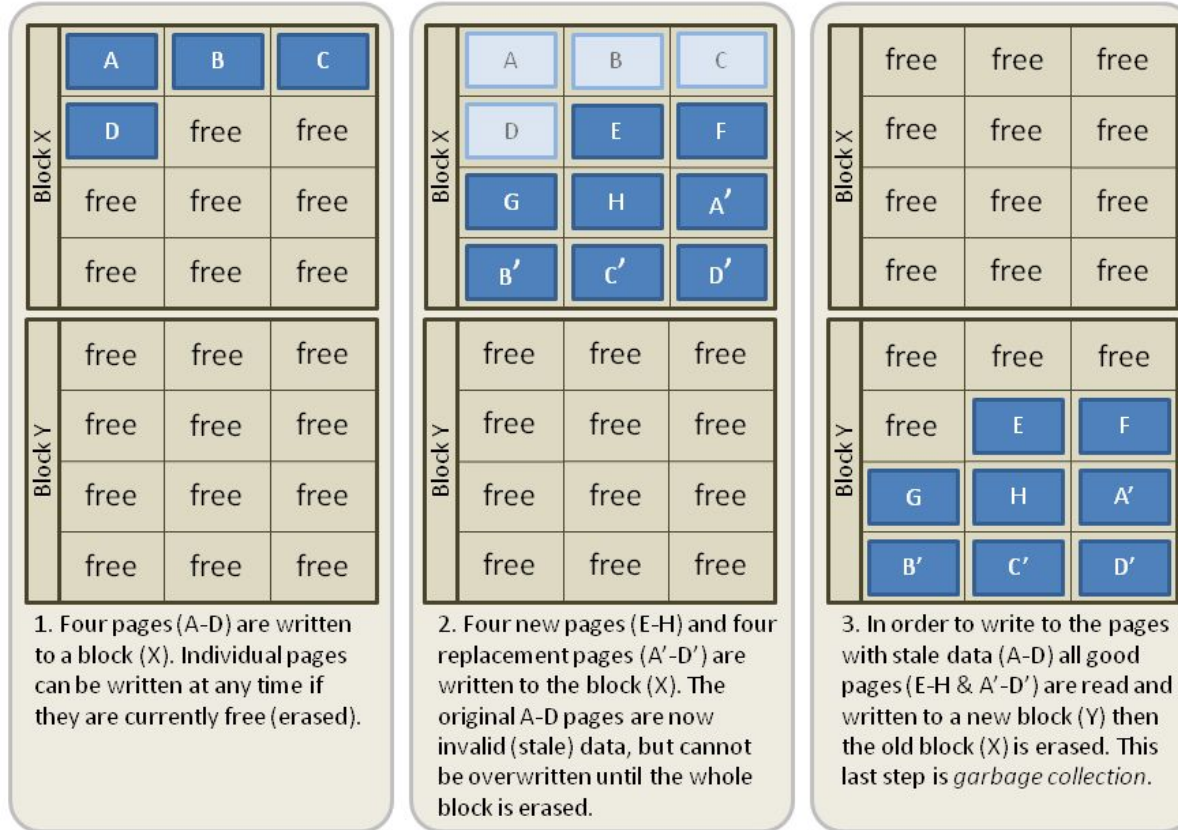 Block X
A B C
D free free
free free free
free free free
Block Y
free free free
free free free
free free free
free free free
1. Four pages (A-D) are written
to a block (X). Individual pages
can be written at any time if
they are currently free (erased).
Block X
A B C
D E F
G H A'
B' C' D'
Block Y
free free free
free free free
free free free
free free free
2. Four new pages (E-H) and four
replacement pages (A'-D') are
written to the block (X). The
original A-D pages are now
invalid (stale) data, but cannot
be overwritten until the whole
block is erased.
Block X
free free free
free free free
free free free
free free free
Block Y
free free free
free E F
G H A'
B' C' D'
3. In order to write to the pages
with stale data (A-D) all good
pages (E-H & A'-D') are read and
written to a new block (Y) then
the old block (X) is erased. This
last step is garbage collection.